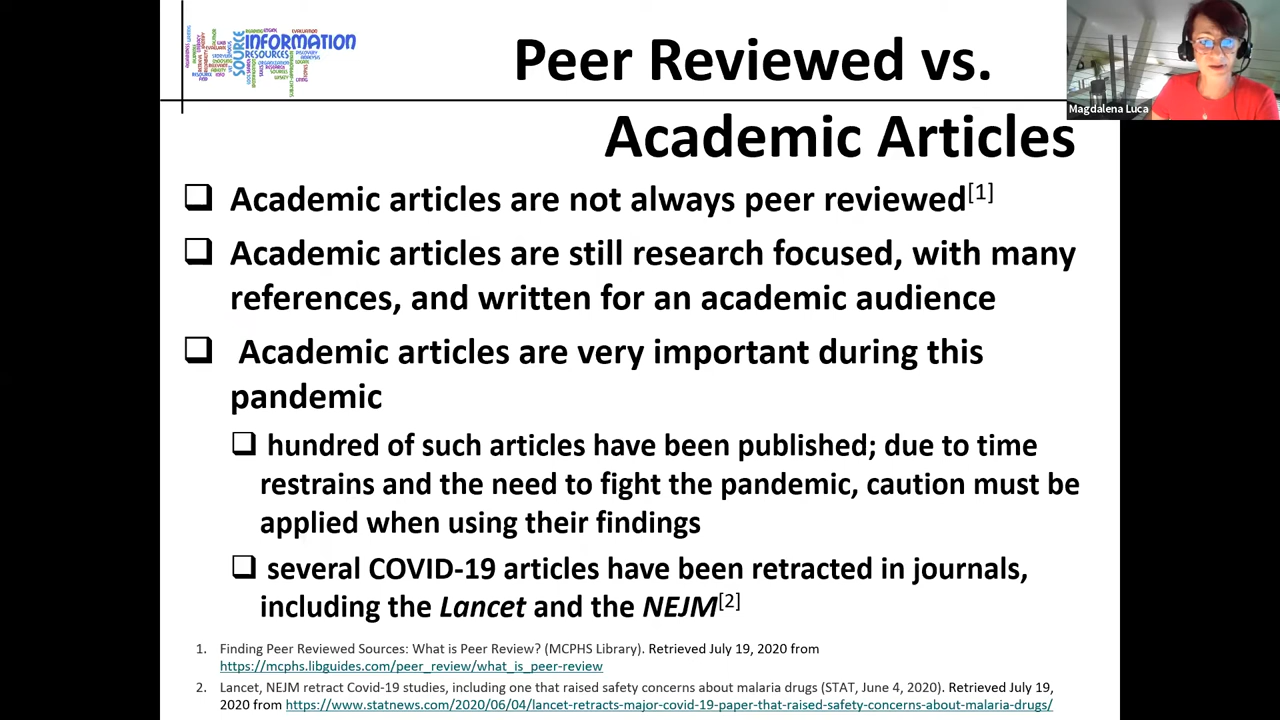 INFORMATION
SOURCE
RESOURCES
Peer Reviewed vs.
Magdalena Luca
Academic Articles
❑ Academic articles are not always peer reviewed[1]
❑ Academic articles are still research focused, with many
references, and written for an academic audience
❑ Academic articles are very important during this
pandemic
❑ hundred of such articles have been published; due to time
restrains and the need to fight the pandemic, caution must be
applied when using their findings
❑ several COVID-19 articles have been retracted in journals,
including the Lancet and the NEJM[2]
1. Finding Peer Reviewed Sources: What is Peer Review? (MCPHS Library). Retrieved July 19, 2020 from
https://mcphs.libguides.com/peer_review/what_is_peer-review
2. Lancet, NEJM retract Covid-19 studies, including one that raised safety concerns about malaria drugs (STAT, June 4, 2020). Retrieved July 19,
2020 from https://www.statnews.com/2020/06/04/lancet-retracts-major-covid-19-paper-that-raised-safety-concerns-about-malaria-drugs/